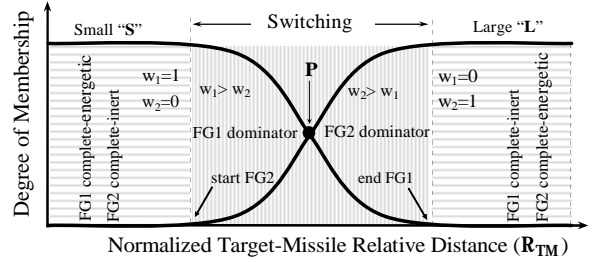 Small "S"
Switching
Large "L"
Degree of Membership
FG1 complete-energetic
FG2 complete-inert
w1=1
w2=0
w1> w2
P
w2> w1
w1=0
w2=1
FG1 dominator
FG2 dominator
start FG2
end FG1
FG1 complete-inert
FG2 complete-energetic
Normalized Target-Missile Relative Distance (RTM)